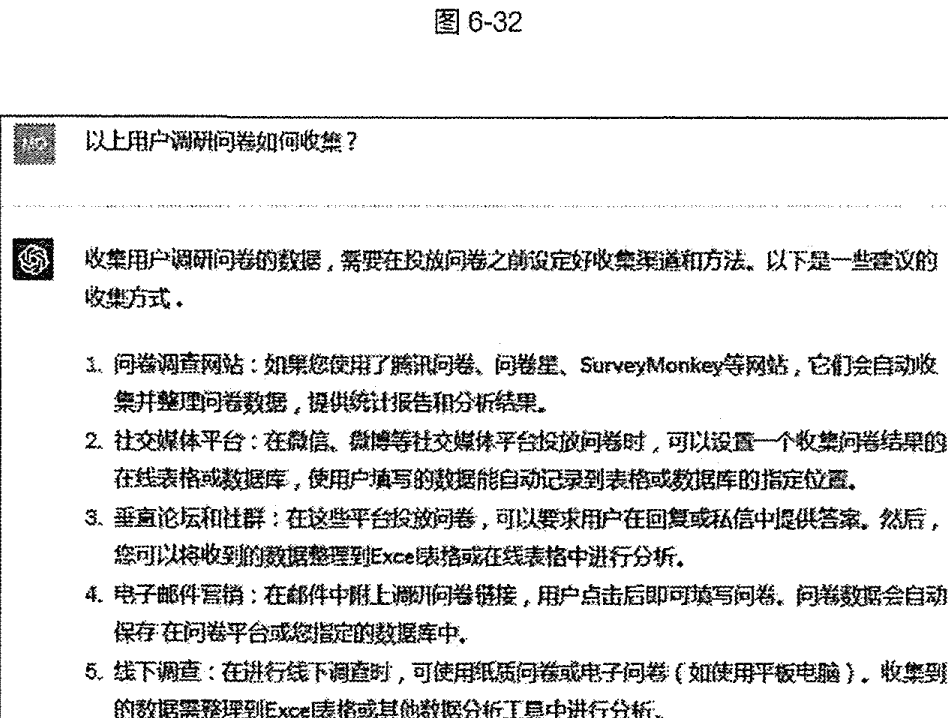 图 6-32
以上用户调研问卷如何收集？
收集用户调研问卷的数据，需要在投放问卷之前设定好收集渠道和方法。以下是一些建议的
收集方式．
1. 问卷调查网站：如果您使用了腾讯问卷、问卷星、SurveyMonkey等网站，它们会自动收
集并整理问卷数据，提供统计报告和分析结果。
2. 社交媒体平台：在微信、微博等社交媒体平台投放问卷时，可以设置一个收集问卷结果的
在线表格或数据库，使用户填写的数据能自动记录到表格或数据库的指定位置。
3. 垂直论坛和社群：在这些平台投放问卷，可以要求用户在回复或私信中提供答案。然后，
您可以将收到的数据整理到Excel表格或在线表格中进行分析。
4. 电子邮件营销：在邮件中附上调研问卷链接，用户点击后即可填写问卷。问卷数据会自动
保存在问卷平台或您指定的数据库中。
5. 线下调查：在进行线下调查时，可使用纸质问卷或电子问卷（如使用平板电脑）。收集到
的数据需整理到Excel表格或其他数据分析工具中进行分析。